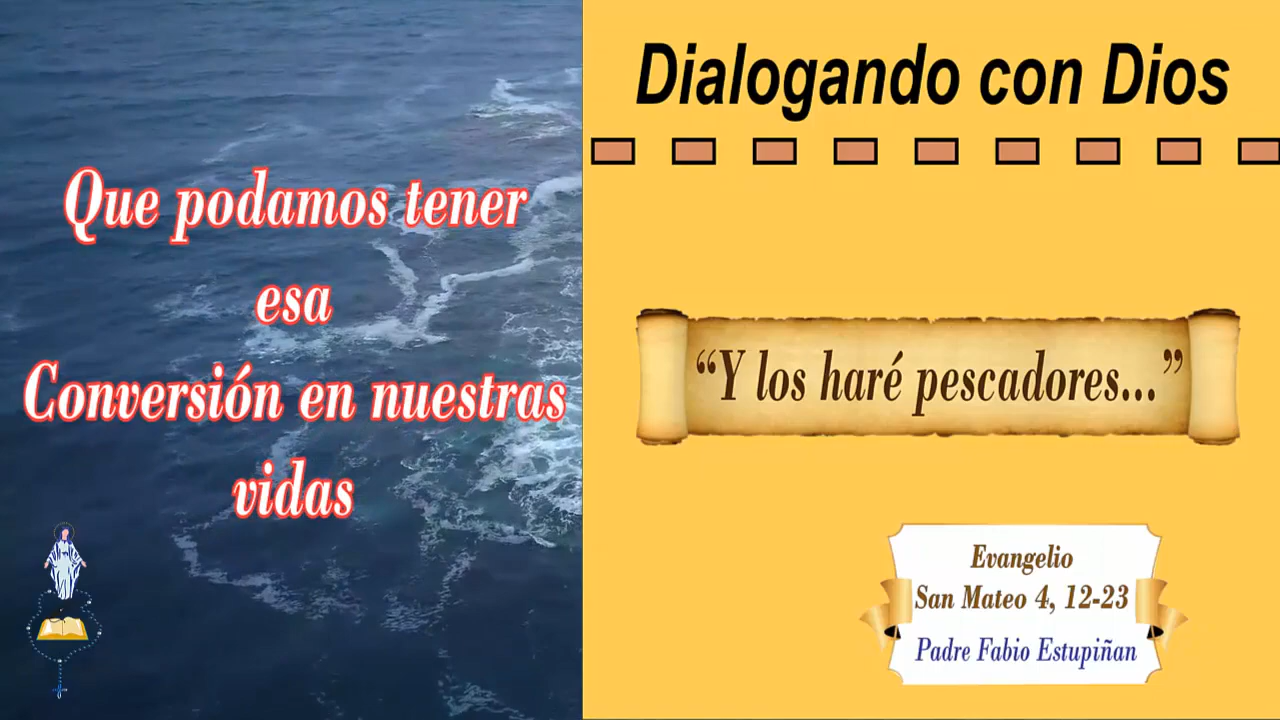 Que podamos tener
esa
Conversión en nuestras
vidas
Dialogando con Dios
“Y los haré pescadores...”
Evangelio
San Mateo 4, 12-23
Padre Fabio Estupiñan